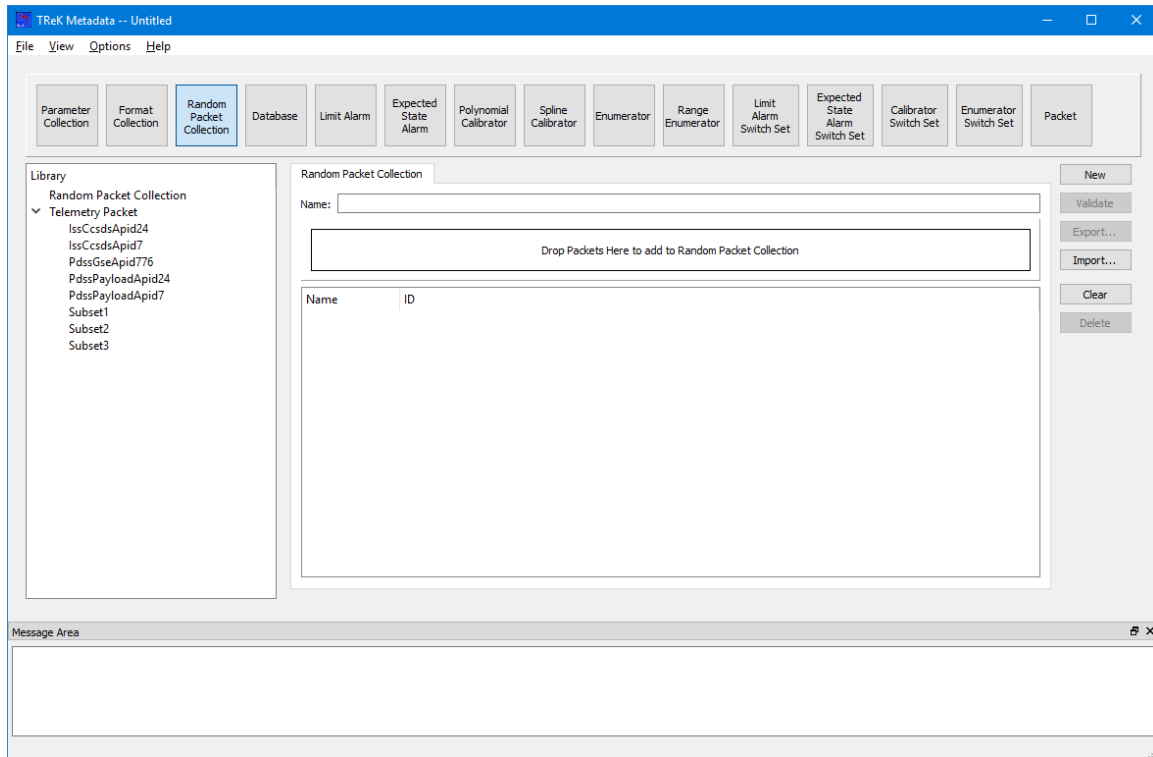 TReK Metadata -- Untitled
File View Options Help
Parameter Collection
Format Collection
Random Packet Collection
Database
Limit Alarm
Expected State Alarm
Polynomial Calibrator
Spline Calibrator
Enumerator
Range Enumerator
Limit Alarm Switch Set
Expected State Alarm Switch Set
Calibrator Switch Set
Enumerator Switch Set
Packet
Library
Random Packet Collection
Telemetry Packet
IssCcsdsApid24
IssCcsdsApid7
PdssGseApid776
PdssPayloadApid24
PdssPayloadApid7
Subset1
Subset2
Subset3
Random Packet Collection
Name:
Drop Packets Here to add to Random Packet Collection
Name ID
New
Validate
Export...
Import...
Clear
Delete
Message Area